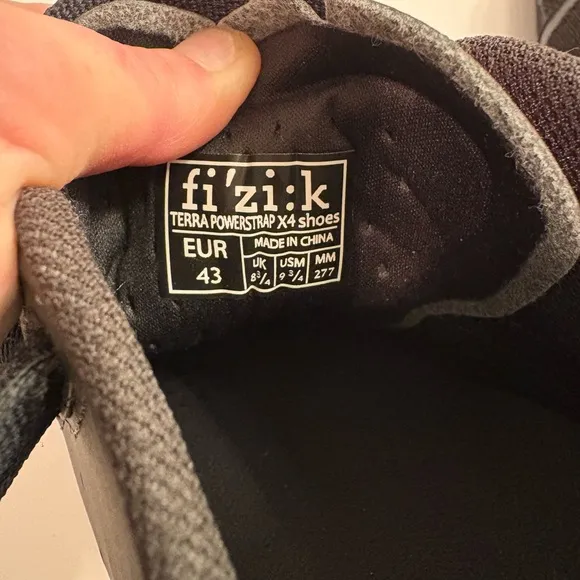 fi'zi:k
TERRA POWERSTRAP X4 shoes
EUR
43
MADE IN CHINA
UK USM MM
8 3/4 9 3/4 277